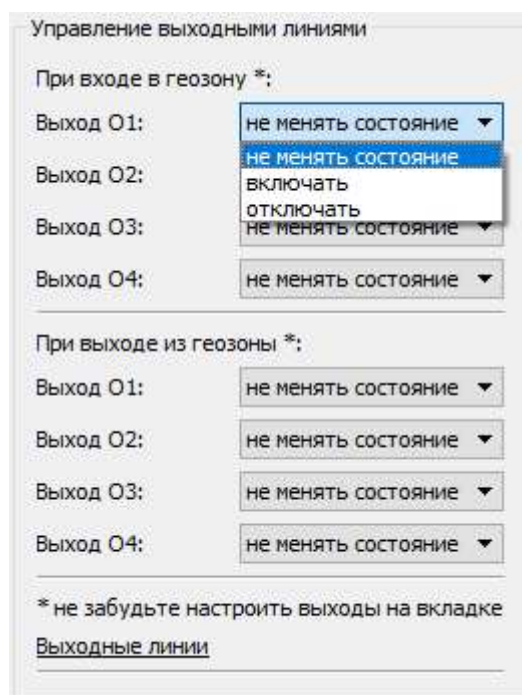 Управление выходными линиями
При входе в геозону *:
Выход O1: не менять состояние
не менять состояние
включать
отключать
Выход O2:
Выход O3: не менять состояние
Выход O4: не менять состояние
При выходе из геозоны *:
Выход O1: не менять состояние
Выход O2: не менять состояние
Выход O3: не менять состояние
Выход O4: не менять состояние
* не забудьте настроить выходы на вкладке
Выходные линии